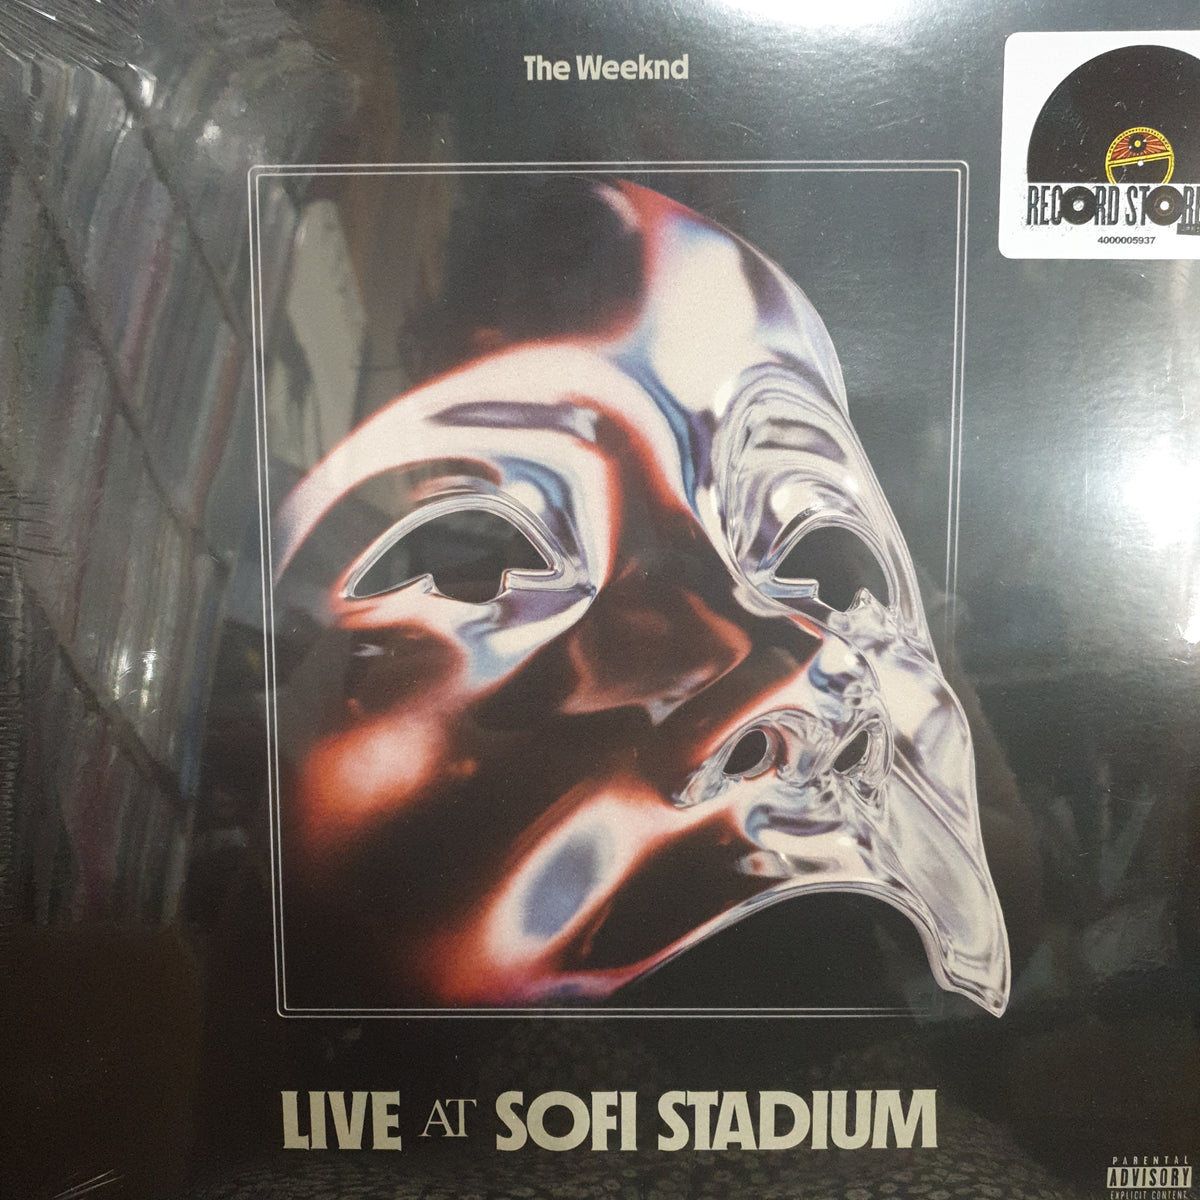 The Weeknd
RECORD STOR
4000005937
LIVE AT SOFI STADIUM
PARENTAL
ADVISORY
EXPLICIT CONTENT